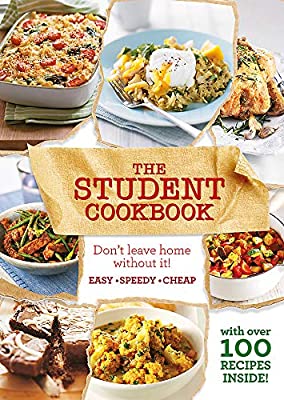 THE
STUDENT
COOKBOOK
Don't leave home
without it!
EASY • SPEEDY • CHEAP
with over
100
RECIPES
INSIDE!